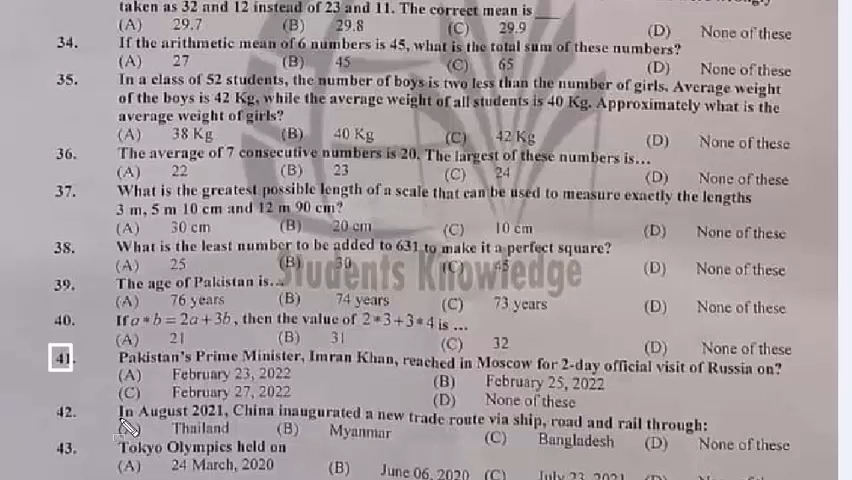 taken as 32 and 12 instead of 23 and 11. The correct mean is ____
(A) 29.7 (B) 29.8 (C) 29.9 (D) None of these
34. If the arithmetic mean of 6 numbers is 45, what is the total sum of these numbers?
(A) 27 (B) 45 (C) 65 (D) None of these
35. In a class of 52 students, the number of boys is two less than the number of girls. Average weight
of the boys is 42 Kg, while the average weight of all students is 40 Kg. Approximately what is the
average weight of girls?
(A) 38 Kg (B) 40 Kg (C) 42 Kg (D) None of these
36. The average of 7 consecutive numbers is 20. The largest of these numbers is...
(A) 22 (B) 23 (C) 24 (D) None of these
37. What is the greatest possible length of a scale that can be used to measure exactly the lengths
3 m, 5 m 10 cm and 12 m 90 cm?
(A) 30 cm (B) 20 cm (C) 10 cm (D) None of these
38. What is the least number to be added to 631 to make it a perfect square?
(A) 25 (B) 30 (C) 45 (D) None of these
Students Knowledge
39. The age of Pakistan is...
(A) 76 years (B) 74 years (C) 73 years (D) None of these
40. If a * b = 2a + 3b, then the value of 2 * 3 + 3 * 4 is ...
(A) 21 (B) 31 (C) 32 (D) None of these
41. Pakistan's Prime Minister, Imran Khan, reached in Moscow for 2-day official visit of Russia on?
(A) February 23, 2022 (B) February 25, 2022
(C) February 27, 2022 (D) None of these
42. In August 2021, China inaugurated a new trade route via ship, road and rail through:
(A) Thailand (B) Myanmar (C) Bangladesh (D) None of these
43. Tokyo Olympics held on
(A) 24 March, 2020 (B) June 06, 2020 (C) July 23, 2021 (D)